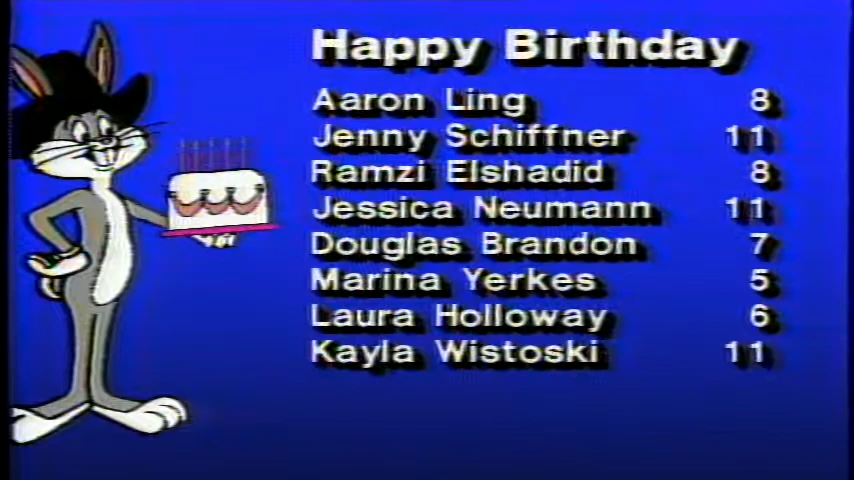 Happy Birthday
Aaron Ling 8
Jenny Schiffner 11
Ramzi Elshadid 8
Jessica Neumann 11
Douglas Brandon 7
Marina Yerkes 5
Laura Holloway 6
Kayla Wistoski 11